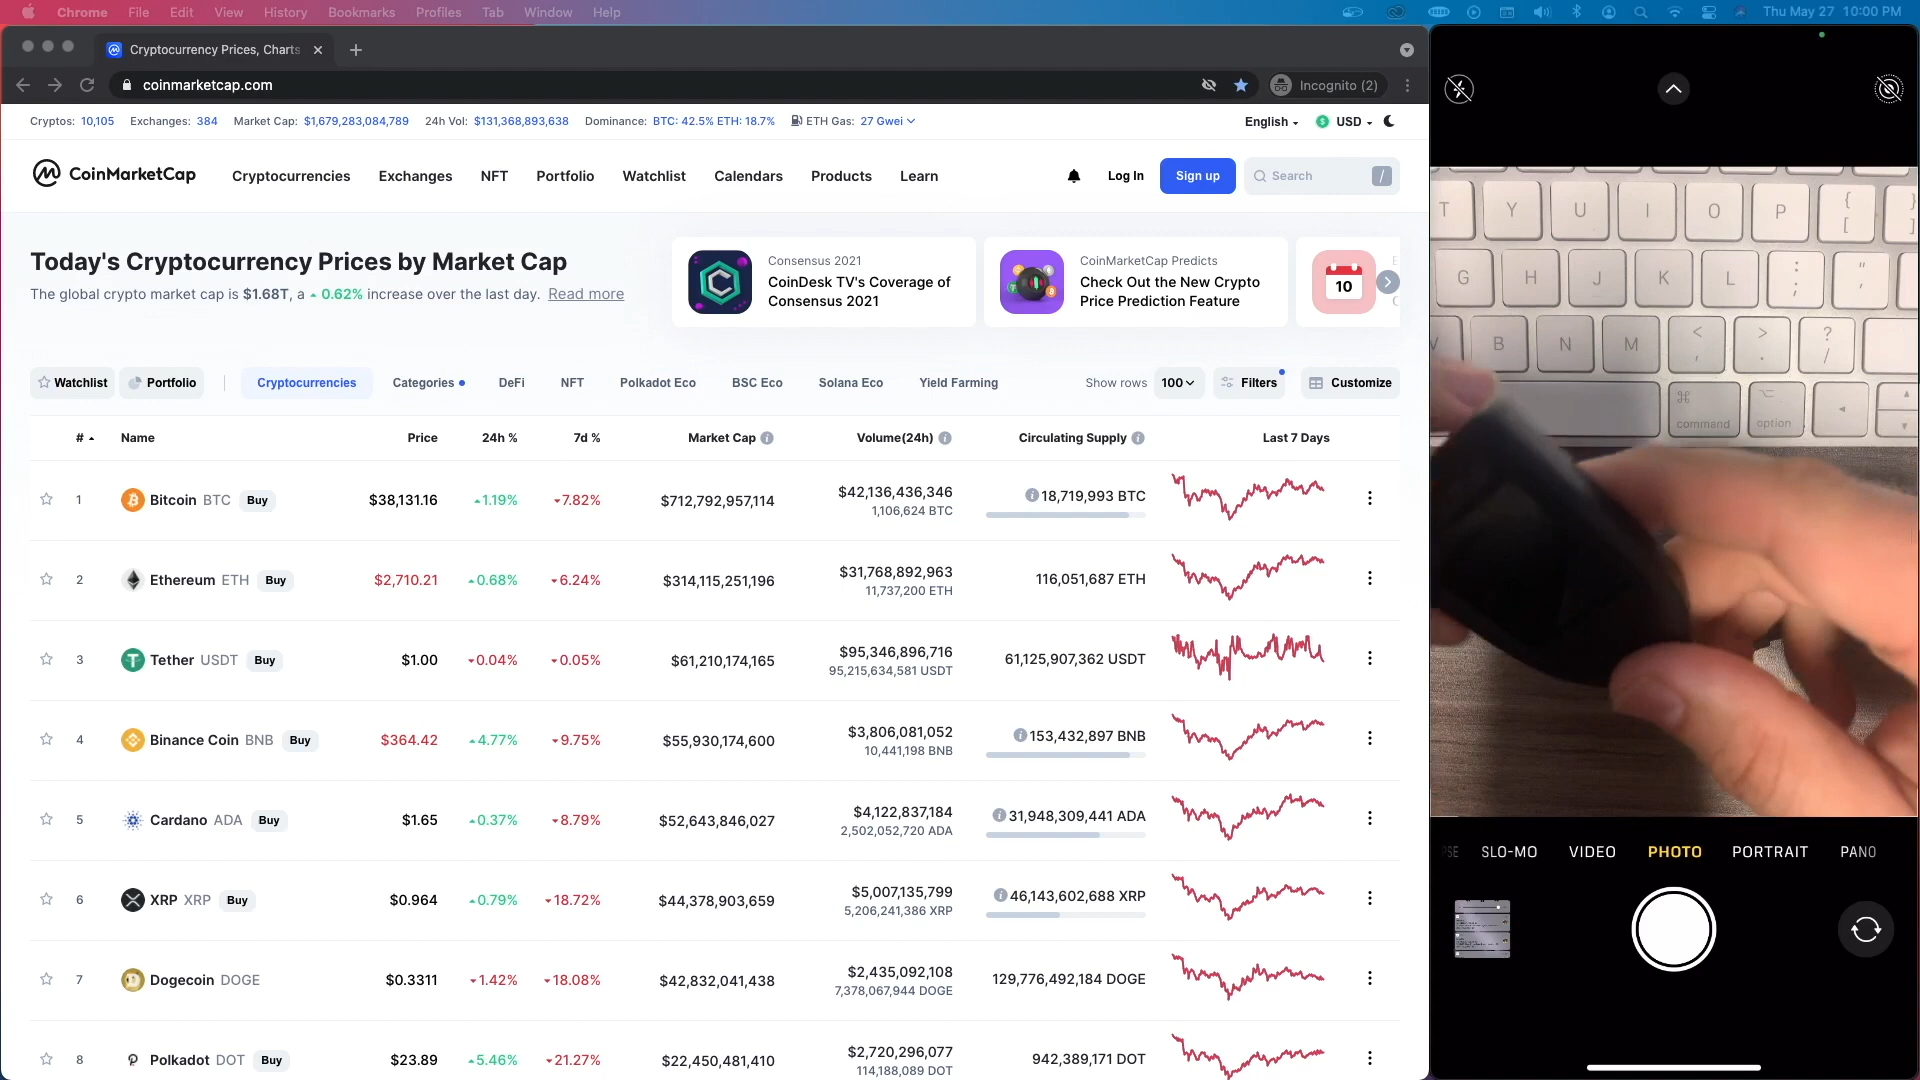 Chrome File Edit View History Bookmarks Profiles Tab Window Help Thu May 27 10:00 PM
Cryptocurrency Prices, Charts
coinmarketcap.com Incognito (2)
Cryptos: 10,105 Exchanges: 384 Market Cap: $1,679,283,084,789 24h Vol: $131,368,893,638 Dominance: BTC: 42.5% ETH: 18.7% ETH Gas: 27 Gwei English USD
CoinMarketCap Cryptocurrencies Exchanges NFT Portfolio Watchlist Calendars Products Learn Log In Sign up Search /
Today's Cryptocurrency Prices by Market Cap
The global crypto market cap is $1.68T, a 0.62% increase over the last day. Read more
Consensus 2021
CoinDesk TV's Coverage of
Consensus 2021
CoinMarketCap Predicts
Check Out the New Crypto
Price Prediction Feature
10
Watchlist Portfolio Cryptocurrencies Categories DeFi NFT Polkadot Eco BSC Eco Solana Eco Yield Farming Show rows 100 Filters Customize
# Name Price 24h % 7d % Market Cap Volume(24h) Circulating Supply Last 7 Days
1 Bitcoin BTC Buy $38,131.16 1.19% 7.82% $712,792,957,114 $42,136,436,346 18,719,993 BTC
1,106,624 BTC
2 Ethereum ETH Buy $2,710.21 0.68% 6.24% $314,115,251,196 $31,768,892,963 116,051,687 ETH
11,737,200 ETH
3 Tether USDT Buy $1.00 0.04% 0.05% $61,210,174,165 $95,346,896,716 61,125,907,362 USDT
95,215,634,581 USDT
4 Binance Coin BNB Buy $364.42 4.77% 9.75% $55,930,174,600 $3,806,081,052 153,432,897 BNB
10,441,198 BNB
5 Cardano ADA Buy $1.65 0.37% 8.79% $52,643,846,027 $4,122,837,184 31,948,309,441 ADA
2,502,052,720 ADA
6 XRP XRP Buy $0.964 0.79% 18.72% $44,378,903,659 $5,007,135,799 46,143,602,688 XRP
5,206,241,386 XRP
7 Dogecoin DOGE $0.3311 1.42% 18.08% $42,832,041,438 $2,435,092,108 129,776,492,184 DOGE
7,378,067,944 DOGE
8 Polkadot DOT Buy $23.89 5.46% 21.27% $22,450,481,410 $2,720,296,077 942,389,171 DOT
114,188,089 DOT
T Y U I O P { [ } ]
G H J K L : ; " '
V B N M < , > . ? /
⌘ command ⌥ option
SLO-MO VIDEO PHOTO PORTRAIT PANO